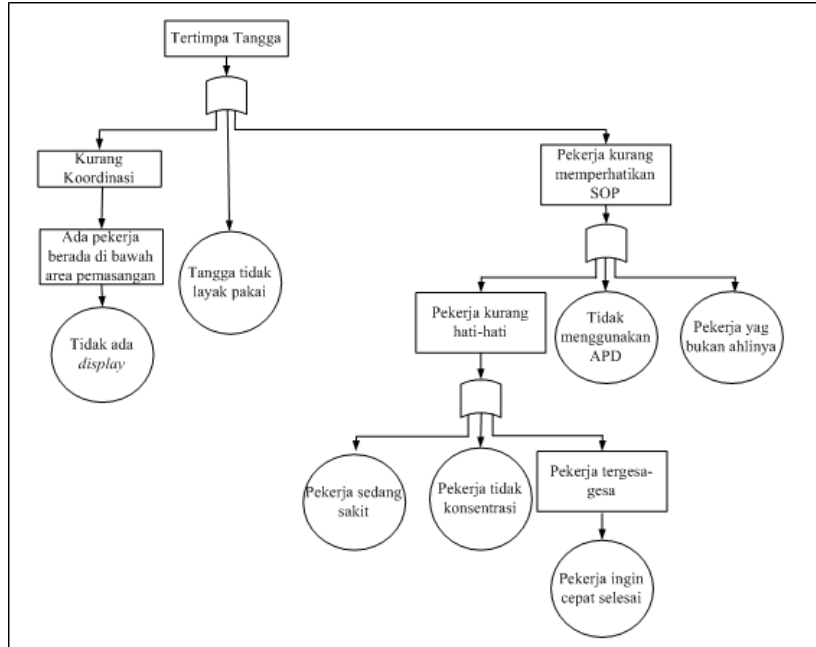 Tertimpa Tangga
Kurang
Koordinasi
Pekerja kurang
memperhatikan
SOP
Ada pekerja
berada di bawah
area pemasangan
Tangga tidak
layak pakai
Pekerja kurang
hati-hati
Tidak
menggunakan
APD
Pekerja yag
bukan ahlinya
Tidak ada
display
Pekerja sedang
sakit
Pekerja tidak
konsentrasi
Pekerja tergesa-
gesa
Pekerja ingin
cepat selesai